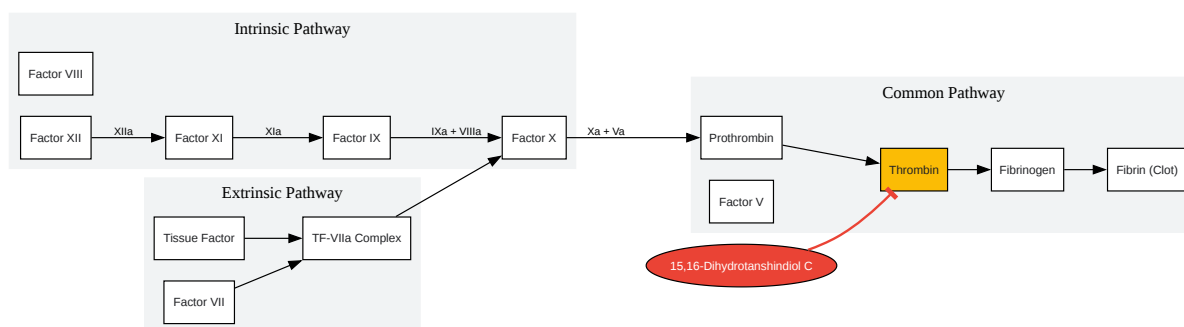 Intrinsic Pathway
Factor VIII
Factor XII
XIIa
Factor XI
XIa
Factor IX
IXa + VIIIa
Factor X
Xa + Va
Extrinsic Pathway
Tissue Factor
TF-VIIa Complex
Factor VII
Common Pathway
Prothrombin
Thrombin
Fibrinogen
Fibrin (Clot)
Factor V
15,16-Dihydrotanshindiol C